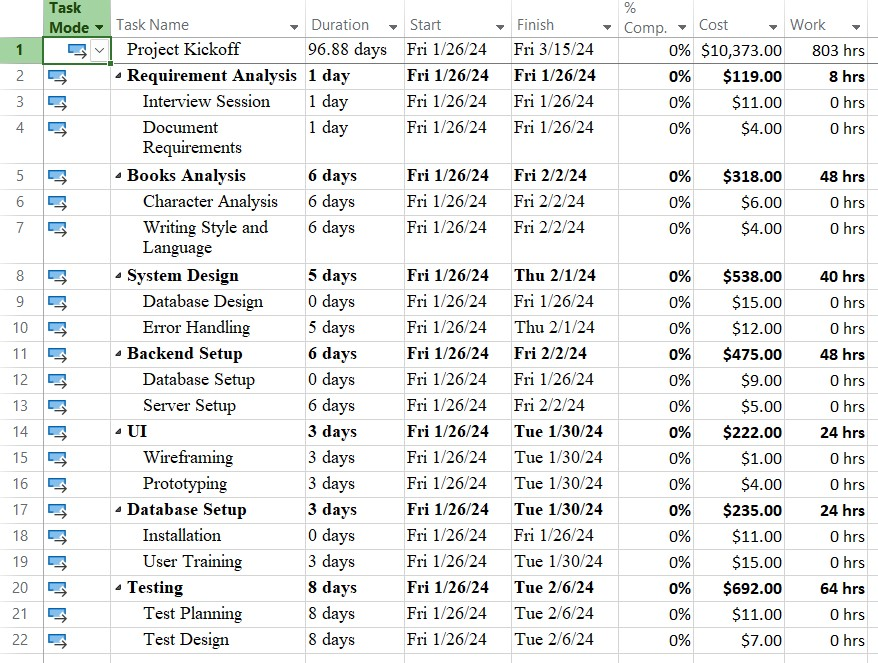 Task Mode Task Name Duration Start Finish % Comp. Cost Work
1 Project Kickoff 96.88 days Fri 1/26/24 Fri 3/15/24 0% $10,373.00 803 hrs
2 Requirement Analysis 1 day Fri 1/26/24 Fri 1/26/24 0% $119.00 8 hrs
3 Interview Session 1 day Fri 1/26/24 Fri 1/26/24 0% $11.00 0 hrs
4 Document Requirements 1 day Fri 1/26/24 Fri 1/26/24 0% $4.00 0 hrs
5 Books Analysis 6 days Fri 1/26/24 Fri 2/2/24 0% $318.00 48 hrs
6 Character Analysis 6 days Fri 1/26/24 Fri 2/2/24 0% $6.00 0 hrs
7 Writing Style and Language 6 days Fri 1/26/24 Fri 2/2/24 0% $4.00 0 hrs
8 System Design 5 days Fri 1/26/24 Thu 2/1/24 0% $538.00 40 hrs
9 Database Design 0 days Fri 1/26/24 Fri 1/26/24 0% $15.00 0 hrs
10 Error Handling 5 days Fri 1/26/24 Thu 2/1/24 0% $12.00 0 hrs
11 Backend Setup 6 days Fri 1/26/24 Fri 2/2/24 0% $475.00 48 hrs
12 Database Setup 0 days Fri 1/26/24 Fri 1/26/24 0% $9.00 0 hrs
13 Server Setup 6 days Fri 1/26/24 Fri 2/2/24 0% $5.00 0 hrs
14 UI 3 days Fri 1/26/24 Tue 1/30/24 0% $222.00 24 hrs
15 Wireframing 3 days Fri 1/26/24 Tue 1/30/24 0% $1.00 0 hrs
16 Prototyping 3 days Fri 1/26/24 Tue 1/30/24 0% $4.00 0 hrs
17 Database Setup 3 days Fri 1/26/24 Tue 1/30/24 0% $235.00 24 hrs
18 Installation 0 days Fri 1/26/24 Fri 1/26/24 0% $11.00 0 hrs
19 User Training 3 days Fri 1/26/24 Tue 1/30/24 0% $15.00 0 hrs
20 Testing 8 days Fri 1/26/24 Tue 2/6/24 0% $692.00 64 hrs
21 Test Planning 8 days Fri 1/26/24 Tue 2/6/24 0% $11.00 0 hrs
22 Test Design 8 days Fri 1/26/24 Tue 2/6/24 0% $7.00 0 hrs